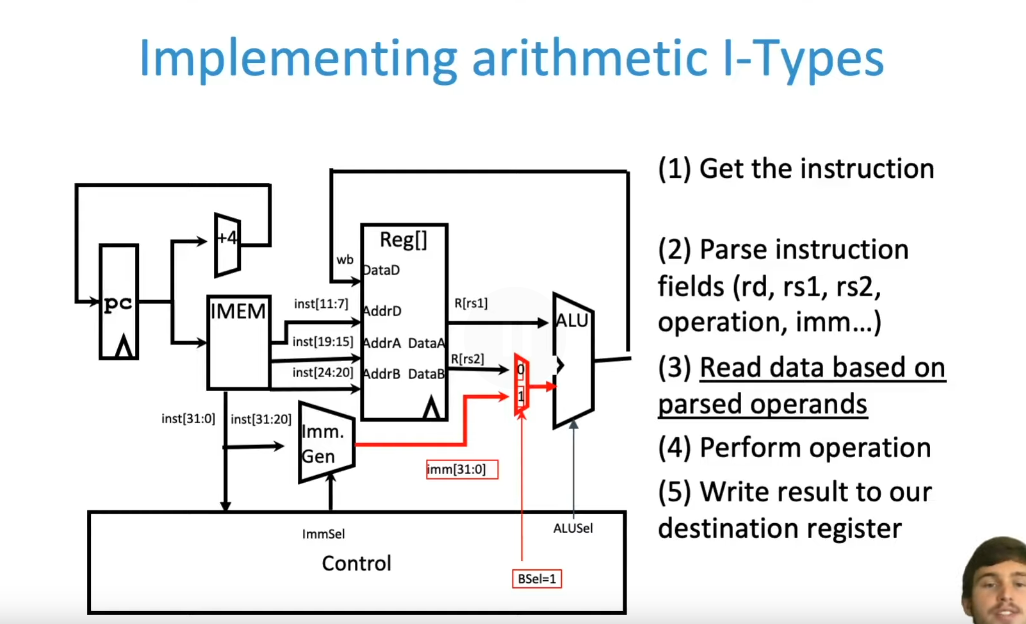 Implementing arithmetic I-Types
(1) Get the instruction
(2) Parse instruction
fields (rd, rs1, rs2,
operation, imm...)
(3) Read data based on
parsed operands
(4) Perform operation
(5) Write result to our
destination register
+4
pc
IMEM
Reg[]
wb
DataD
inst[11:7]
AddrD
inst[19:15]
AddrA DataA
inst[24:20]
AddrB DataB
R[rs1]
R[rs2]
ALU
0
1
inst[31:0]
inst[31:20]
Imm.
Gen
imm[31:0]
ImmSel
ALUSel
Control
BSel=1